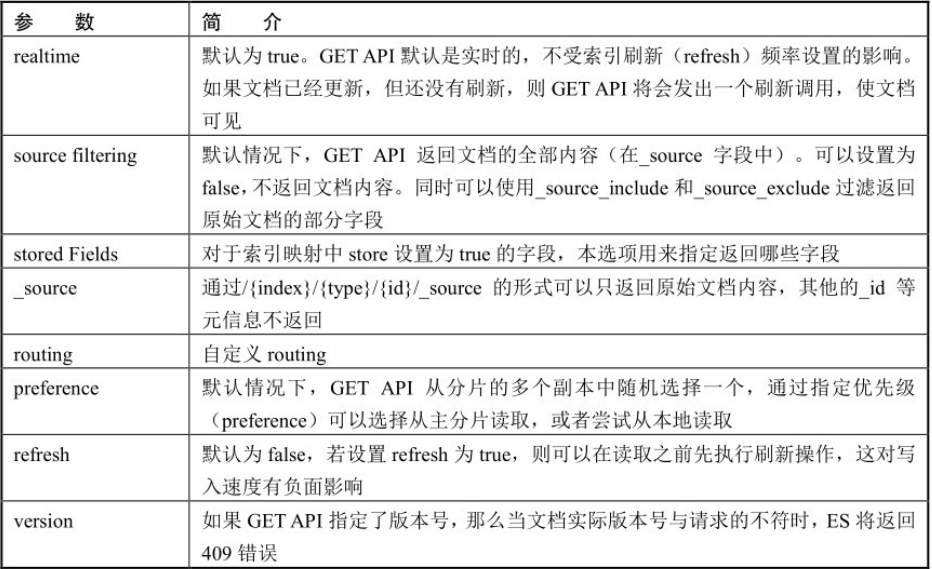 参 数 简 介
realtime 默认为 true。GET API 默认是实时的，不受索引刷新（refresh）频率设置的影响。
如果文档已经更新，但还没有刷新，则 GET API 将会发出一个刷新调用，使文档
可见
source filtering 默认情况下，GET API 返回文档的全部内容（在_source 字段中）。可以设置为
false，不返回文档内容。同时可以使用_source_include 和_source_exclude 过滤返回
原始文档的部分字段
stored Fields 对于索引映射中 store 设置为 true 的字段，本选项用来指定返回哪些字段
_source 通过/{index}/{type}/{id}/_source 的形式可以只返回原始文档内容，其他的_id 等
元信息不返回
routing 自定义 routing
preference 默认情况下，GET API 从分片的多个副本中随机选择一个，通过指定优先级
（preference）可以选择从主分片读取，或者尝试从本地读取
refresh 默认为 false，若设置 refresh 为 true，则可以在读取之前先执行刷新操作，这对写
入速度有负面影响
version 如果 GET API 指定了版本号，那么当文档实际版本号与请求的不符时，ES 将返回
409 错误